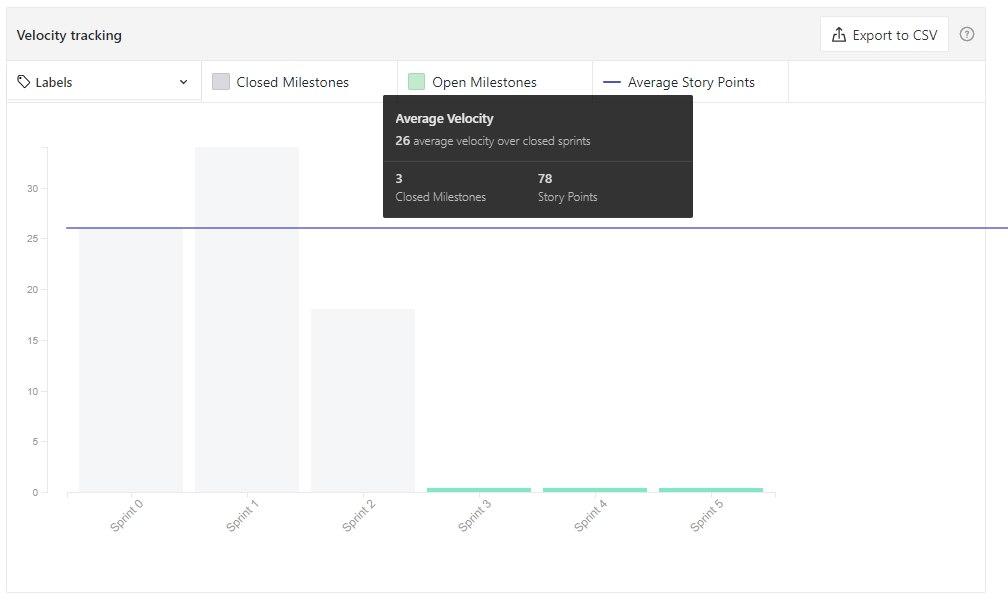 Velocity tracking
Export to CSV
?
Labels
Closed Milestones
Open Milestones
Average Story Points
Average Velocity
26 average velocity over closed sprints
3
78
Closed Milestones
Story Points
30
25
20
15
10
5
0
Sprint 0
Sprint 1
Sprint 2
Sprint 3
Sprint 4
Sprint 5